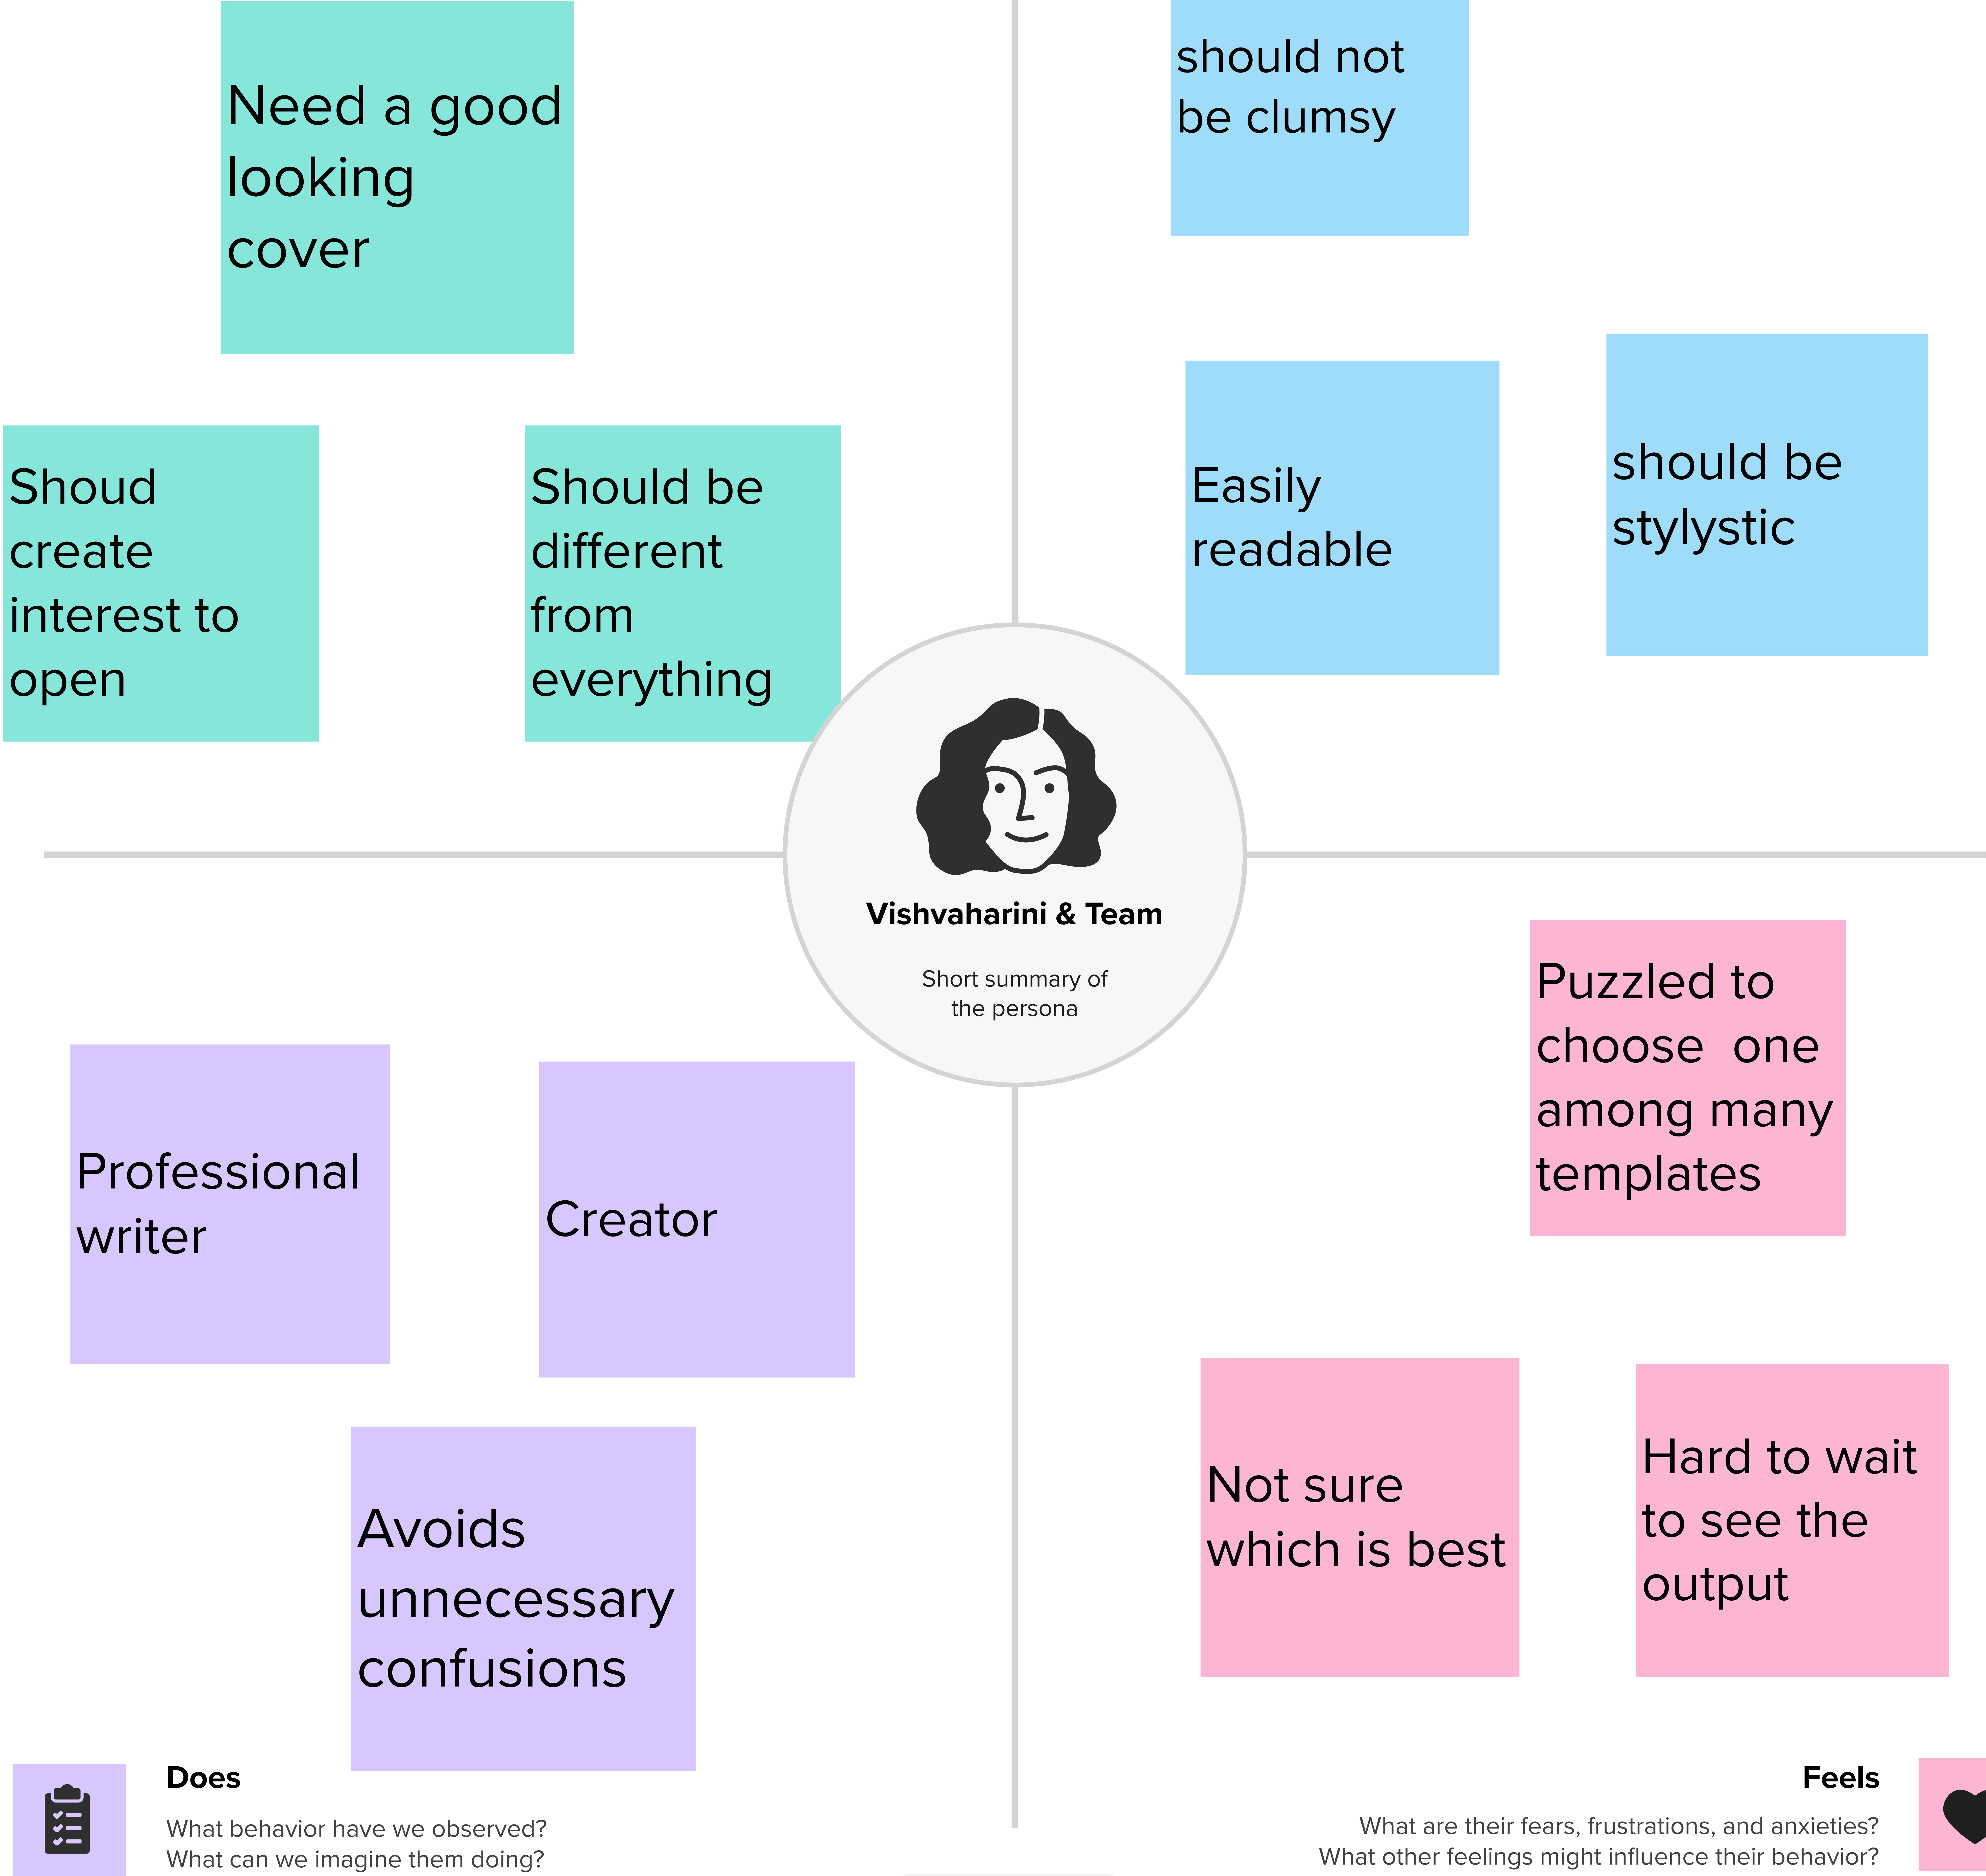 Need a good
looking
cover
Shoud
create
interest to
open
Should be
different
from
everything
should not
be clumsy
Easily
readable
should be
stylystic
Vishvaharini & Team
Short summary of
the persona
Professional
writer
Creator
Avoids
unnecessary
confusions
Puzzled to
choose  one
among many
templates
Not sure
which is best
Hard to wait
to see the
output
Does
What behavior have we observed?
What can we imagine them doing?
Feels
What are their fears, frustrations, and anxieties?
What other feelings might influence their behavior?